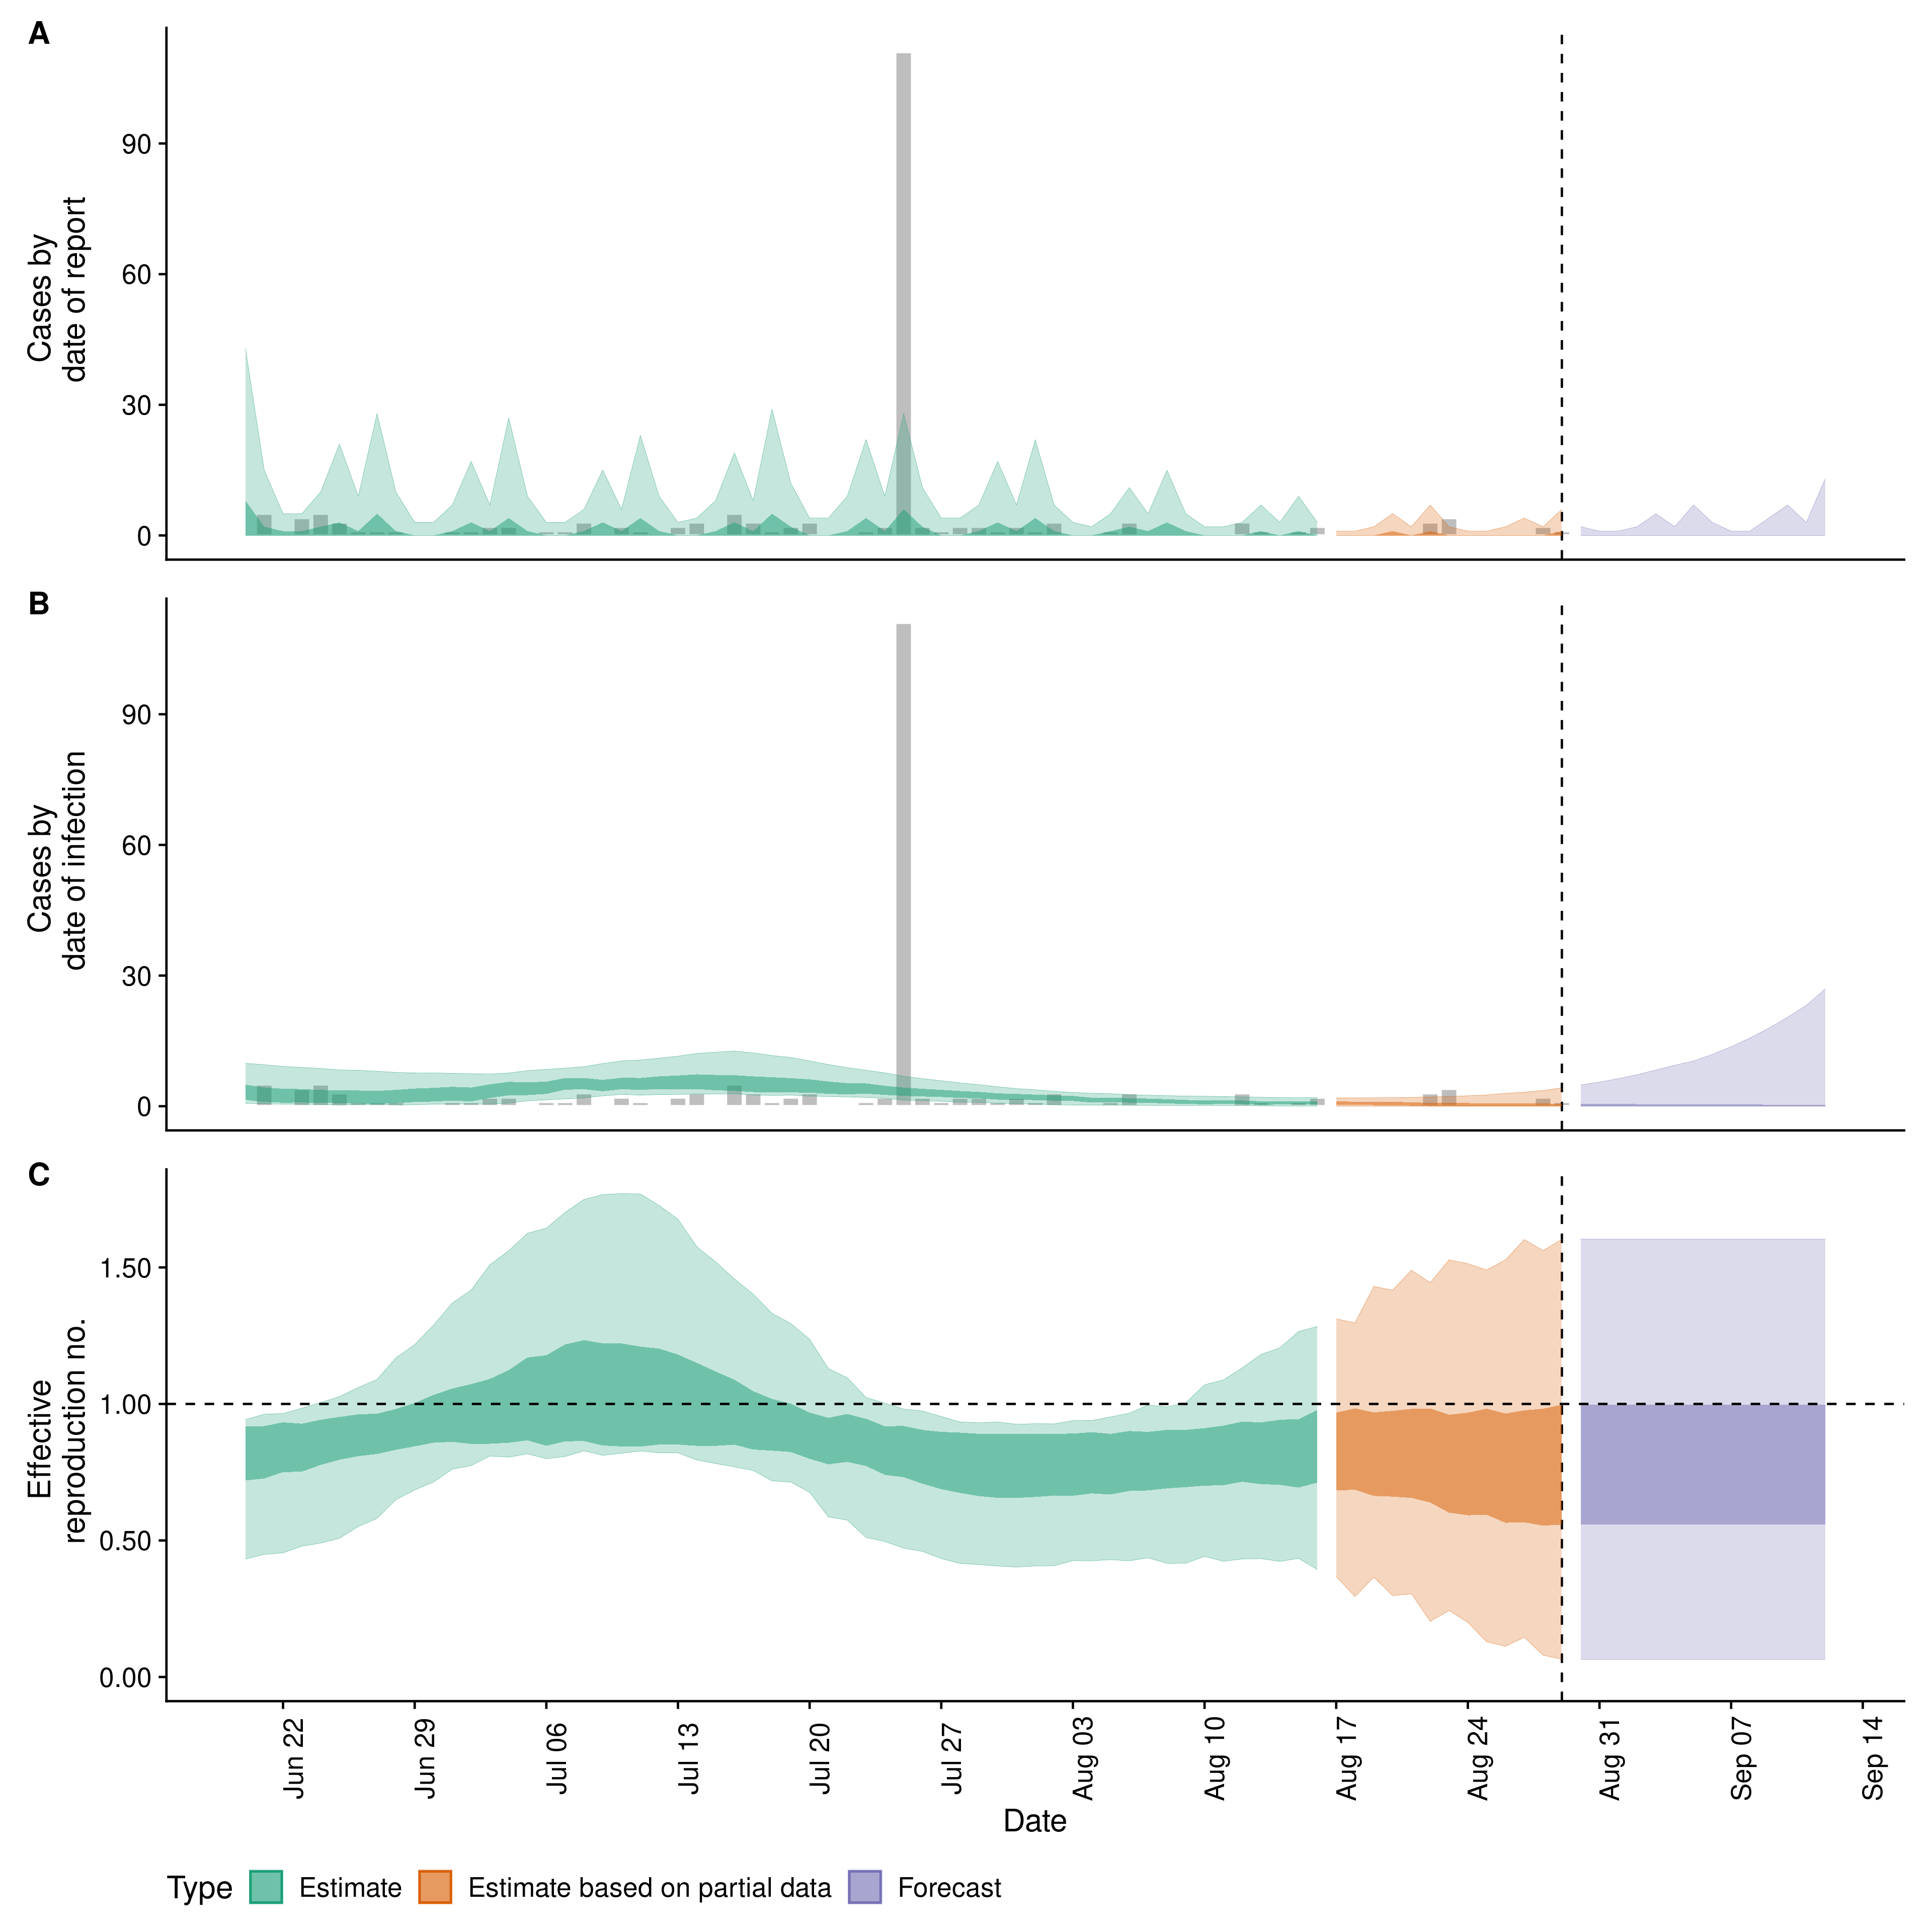 A
Cases by
date of report
90
60
30
0
B
Cases by
date of infection
90
60
30
0
C
Effective
reproduction no.
1.50
1.00
0.50
0.00
Jun 22
Jun 29
Jul 06
Jul 13
Jul 20
Jul 27
Aug 03
Aug 10
Aug 17
Aug 24
Aug 31
Sep 07
Sep 14
Date
Type Estimate Estimate based on partial data Forecast